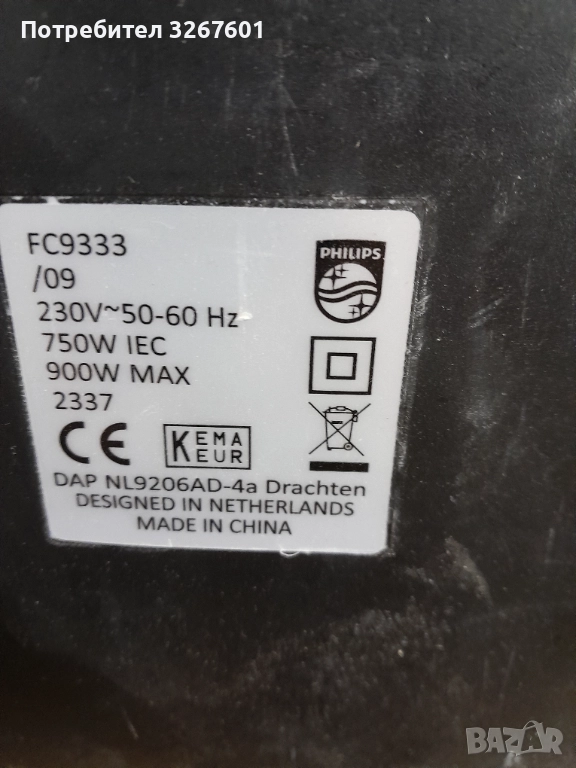 Потребител 3267601
FC9333
/09
230V~50-60 Hz
750W IEC
900W MAX
2337
PHILIPS
CE
KEMA
KEUR
DAP NL9206AD-4a Drachten
DESIGNED IN NETHERLANDS
MADE IN CHINA
BAZAR